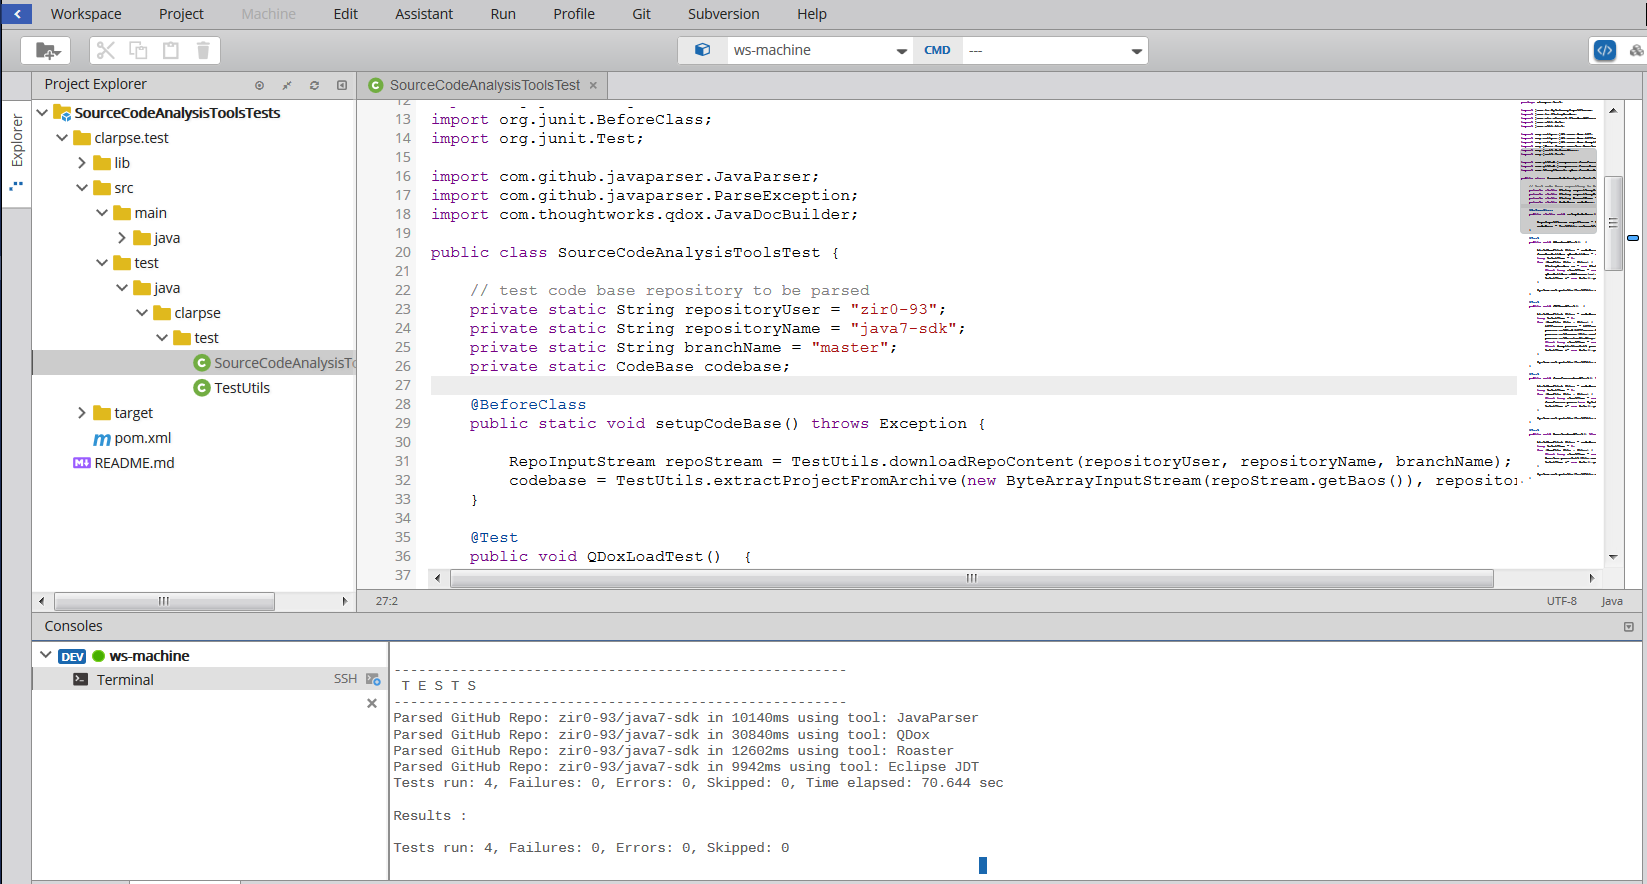 Workspace Project Machine Edit Assistant Run Profile Git Subversion Help
ws-machine CMD ---
Project Explorer
Explorer
SourceCodeAnalysisToolsTests
clarpse.test
lib
src
main
java
test
java
clarpse
test
SourceCodeAnalysisTo
TestUtils
target
pom.xml
README.md
SourceCodeAnalysisToolsTest
12
13 import org.junit.BeforeClass;
14 import org.junit.Test;
15
16 import com.github.javaparser.JavaParser;
17 import com.github.javaparser.ParseException;
18 import com.thoughtworks.qdox.JavaDocBuilder;
19
20 public class SourceCodeAnalysisToolsTest {
21
22 // test code base repository to be parsed
23 private static String repositoryUser = "zir0-93";
24 private static String repositoryName = "java7-sdk";
25 private static String branchName = "master";
26 private static CodeBase codebase;
27
28 @BeforeClass
29 public static void setupCodeBase() throws Exception {
30
31 RepoInputStream repoStream = TestUtils.downloadRepoContent(repositoryUser, repositoryName, branchName);
32 codebase = TestUtils.extractProjectFromArchive(new ByteArrayInputStream(repoStream.getBaos()), repositor
33 }
34
35 @Test
36 public void QDoxLoadTest() {
37
27:2 UTF-8 Java
Consoles
DEV ws-machine
Terminal SSH
-------------------------------------------------------
T E S T S
-------------------------------------------------------
Parsed GitHub Repo: zir0-93/java7-sdk in 10140ms using tool: JavaParser
Parsed GitHub Repo: zir0-93/java7-sdk in 30840ms using tool: QDox
Parsed GitHub Repo: zir0-93/java7-sdk in 12602ms using tool: Roaster
Parsed GitHub Repo: zir0-93/java7-sdk in 9942ms using tool: Eclipse JDT
Tests run: 4, Failures: 0, Errors: 0, Skipped: 0, Time elapsed: 70.644 sec
Results :
Tests run: 4, Failures: 0, Errors: 0, Skipped: 0